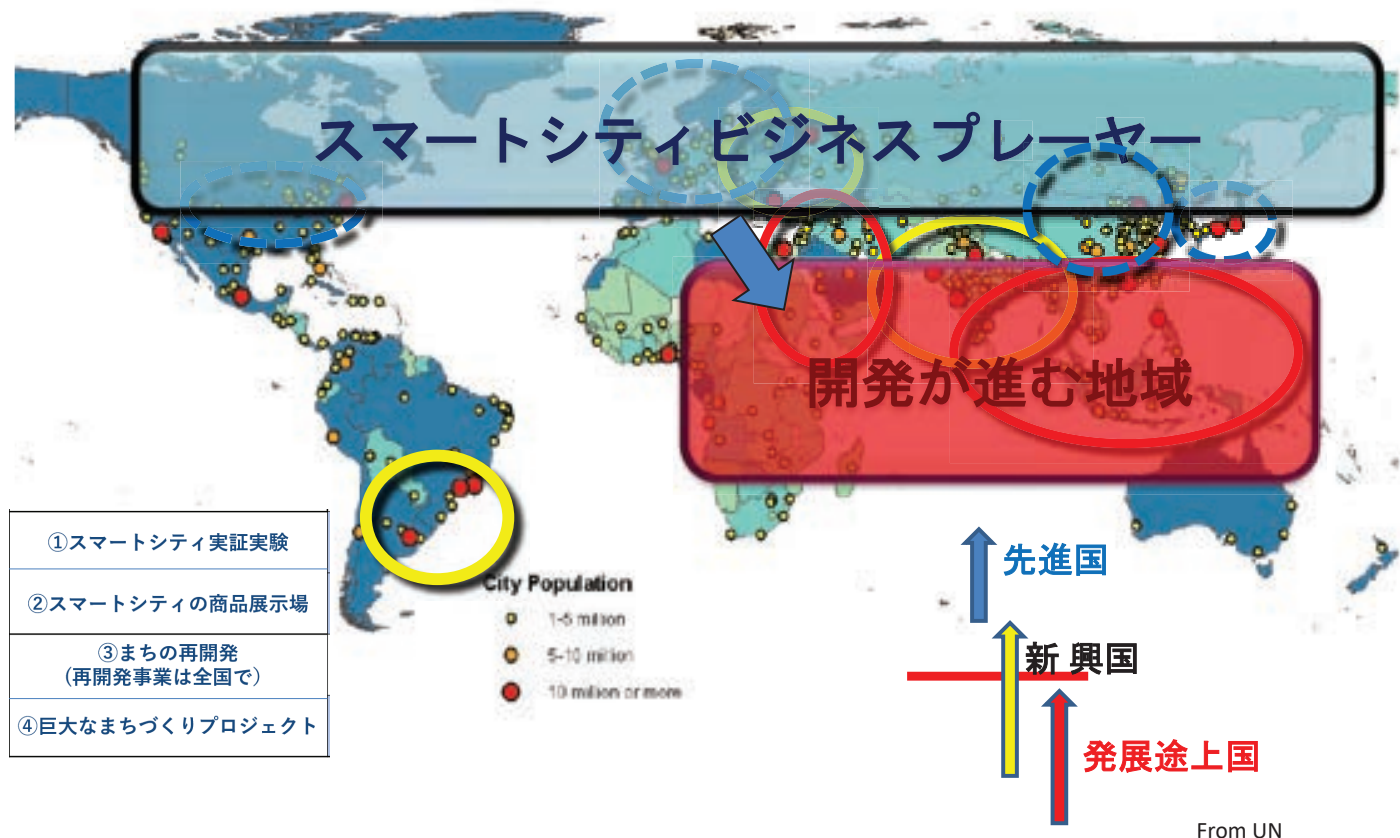 スマートシティビジネスプレーヤー
開発が進む地域
①スマートシティ実証実験
②スマートシティの商品展示場
③まちの再開発
(再開発事業は全国で)
④巨大なまちづくりプロジェクト
City Population
1-5 million
5-10 million
10 million or more
先進国
新 興国
発展途上国
From UN